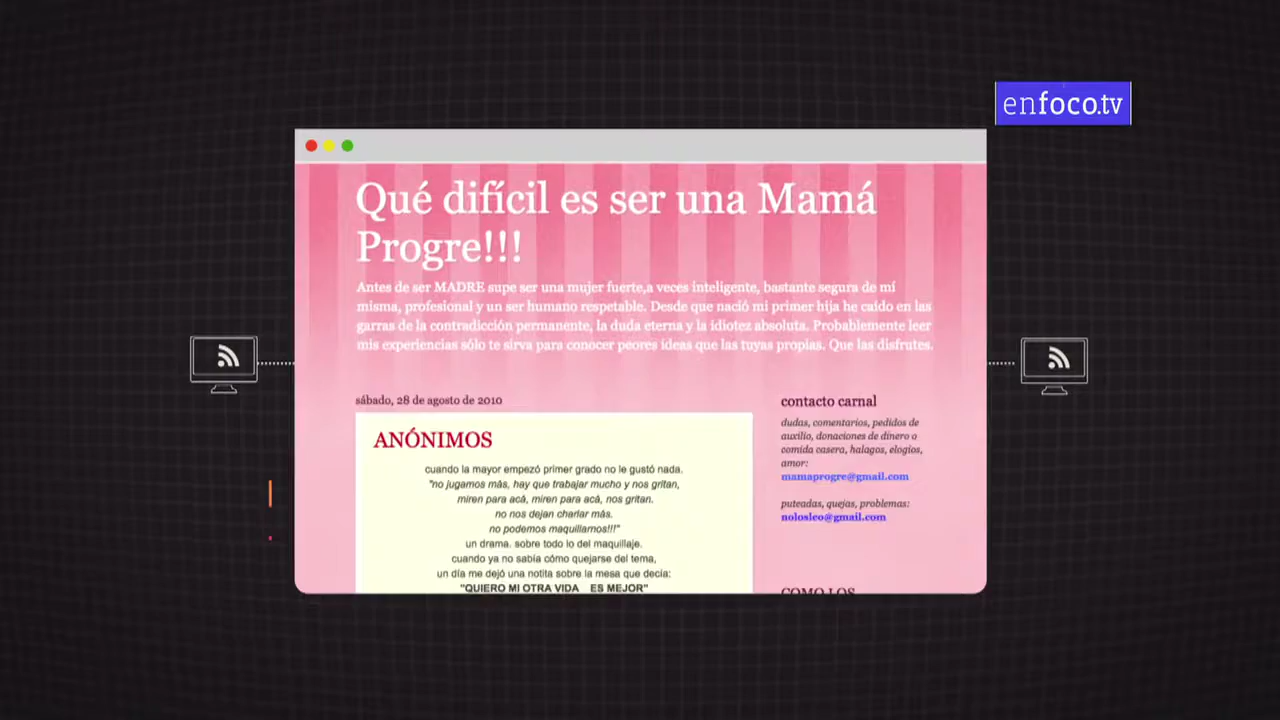 enfoco.tv
Qué difícil es ser una Mamá
Progre!!!
Antes de ser MADRE supe ser una mujer fuerte,a veces inteligente, bastante segura de mí
misma, profesional y un ser humano respetable. Desde que nació mi primer hija he caído en las
garras de la contradicción permanente, la duda eterna y la idiotez absoluta. Probablemente leer
mis experiencias sólo te sirva para conocer peores ideas que las tuyas propias. Que las disfrutes.
sábado, 28 de agosto de 2010
ANÓNIMOS
cuando la mayor empezó primer grado no le gustó nada.
"no jugamos más, hay que trabajar mucho y nos gritan,
miren para acá, miren para acá, nos gritan.
no nos dejan charlar más.
no podemos maquillarnos!!!"
un drama. sobre todo lo del maquillaje.
cuando ya no sabía cómo quejarse del tema,
un día me dejó una notita sobre la mesa que decía:
"QUIERO MI OTRA VIDA ES MEJOR"
contacto carnal
dudas, comentarios, pedidos de
auxilio, donaciones de dinero o
comida casera, halagos, elogios,
amor:
mamaprogre@gmail.com
puteadas, quejas, problemas:
nolosleo@gmail.com
COMO LOS